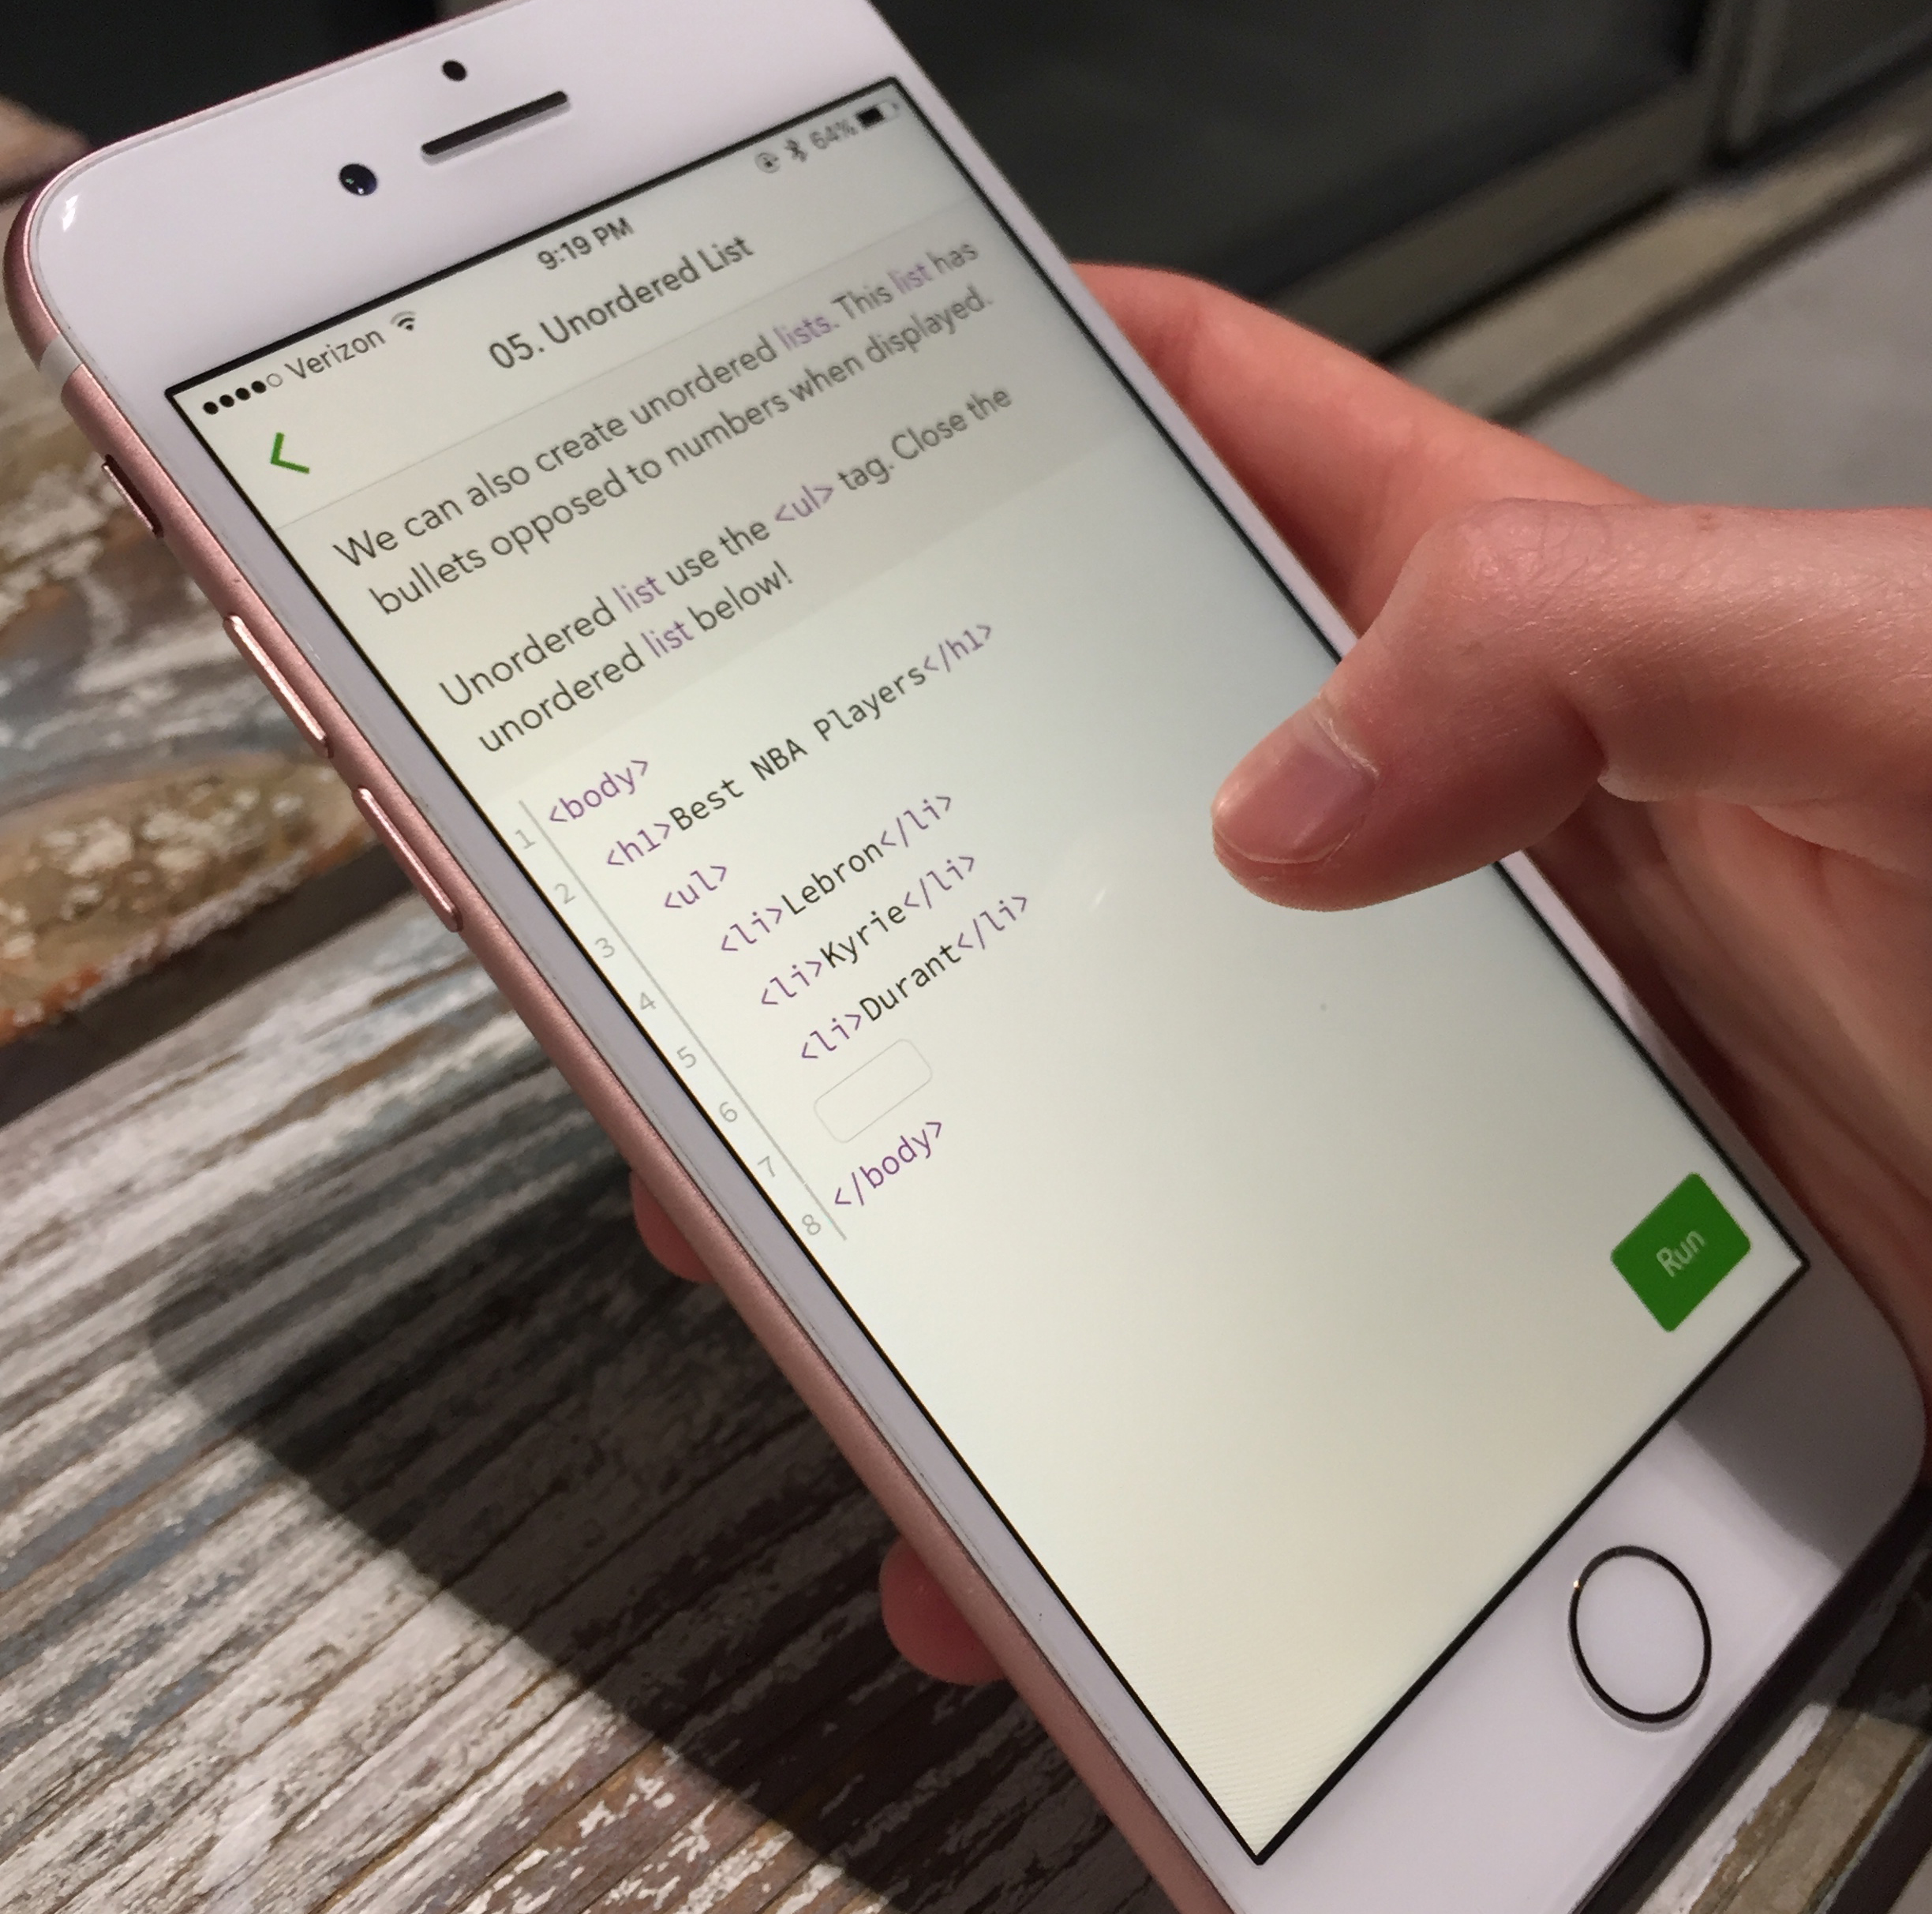 Verizon 9:19 PM 64%
05. Unordered List
We can also create unordered lists. This list has
bullets opposed to numbers when displayed.
Unordered list use the <ul> tag. Close the
unordered list below!
1 <body>
2 <h1>Best NBA Players</h1>
3 <ul>
4 <li>Lebron</li>
5 <li>Kyrie</li>
6 <li>Durant</li>
7
8 </body>
Run